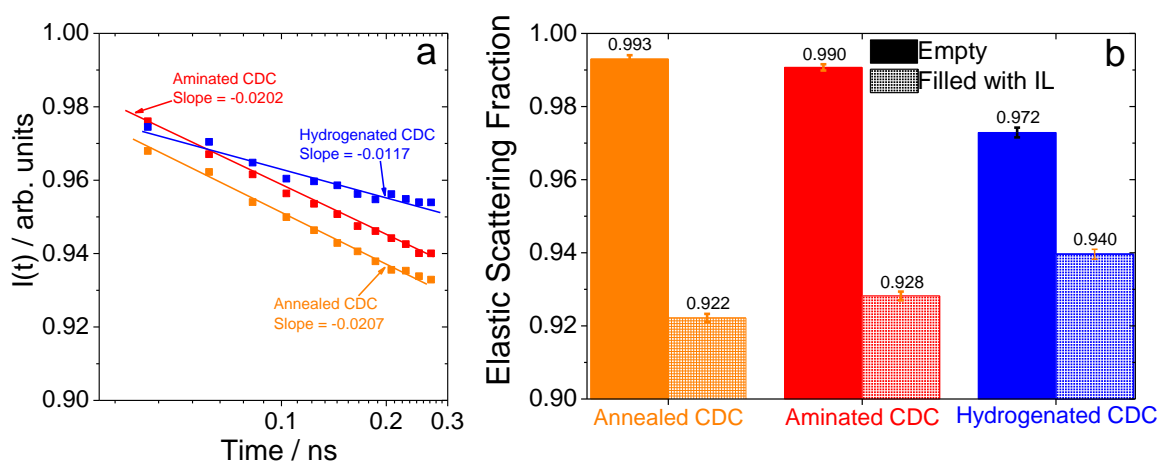 a
I(t) / arb. units
1.00
0.98
0.96
0.94
0.92
0.90
Aminated CDC
Slope = -0.0202
Hydrogenated CDC
Slope = -0.0117
Annealed CDC
Slope = -0.0207
0.1
0.2
0.3
Time / ns
b
Elastic Scattering Fraction
1.00
0.98
0.96
0.94
0.92
0.90
Empty
Filled with IL
0.993
0.922
0.990
0.928
0.972
0.940
Annealed CDC
Aminated CDC
Hydrogenated CDC